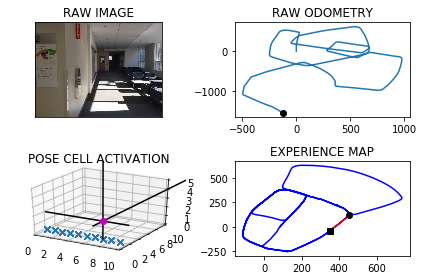 RAW IMAGE
RAW ODOMETRY
0
−1000
−500 0 500 1000
POSE CELL ACTIVATION
5
4
3
2
1
0
0 2 4 6 8 10
0 2 4 6 8 10
EXPERIENCE MAP
500
250
0
−250
0 200 400 600